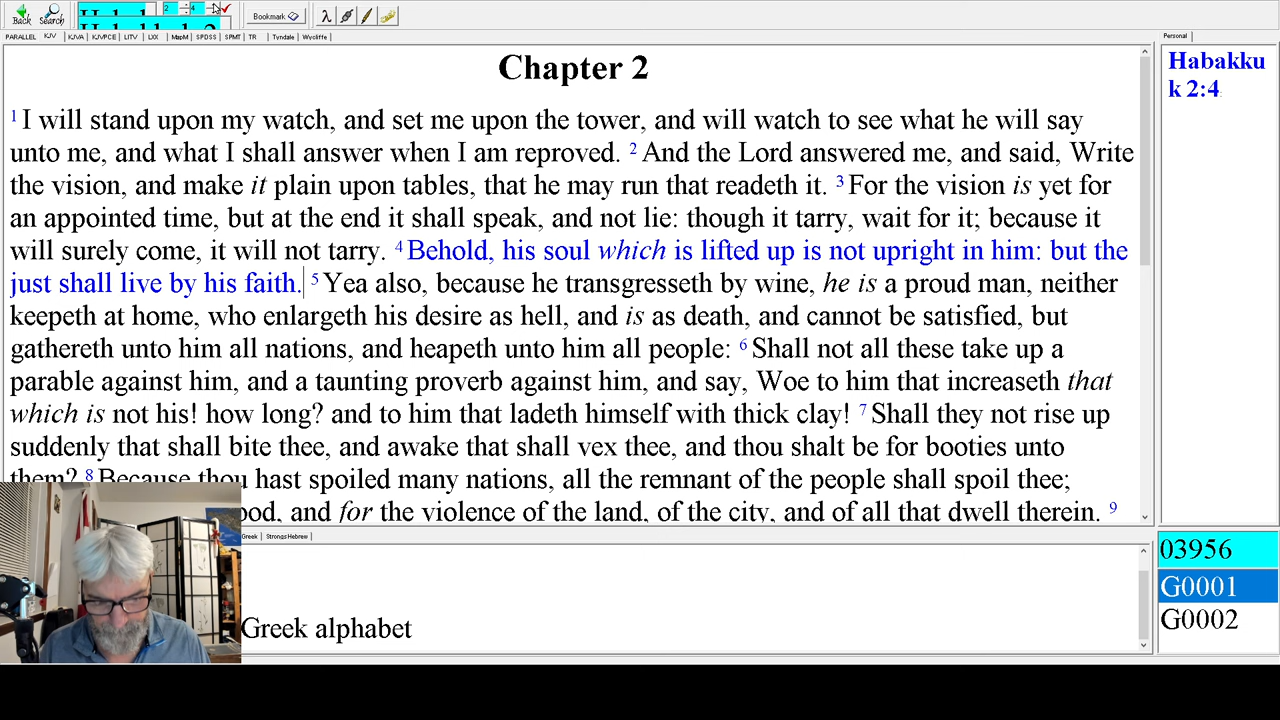 Back Search 2 4 Bookmark λ
PARALLEL KJV KJVA KJVPCE LITV LXX MapM SPDSS SPMT TR Tyndale Wycliffe
Personal
Chapter 2
1 I will stand upon my watch, and set me upon the tower, and will watch to see what he will say
unto me, and what I shall answer when I am reproved. 2 And the Lord answered me, and said, Write
the vision, and make it plain upon tables, that he may run that readeth it. 3 For the vision is yet for
an appointed time, but at the end it shall speak, and not lie: though it tarry, wait for it; because it
will surely come, it will not tarry. 4 Behold, his soul which is lifted up is not upright in him: but the
just shall live by his faith. 5 Yea also, because he transgresseth by wine, he is a proud man, neither
keepeth at home, who enlargeth his desire as hell, and is as death, and cannot be satisfied, but
gathereth unto him all nations, and heapeth unto him all people: 6 Shall not all these take up a
parable against him, and a taunting proverb against him, and say, Woe to him that increaseth that
which is not his! how long? and to him that ladeth himself with thick clay! 7 Shall they not rise up
suddenly that shall bite thee, and awake that shall vex thee, and thou shalt be for booties unto
them? 8 Because thou hast spoiled many nations, all the remnant of the people shall spoil thee;
ood, and for the violence of the land, of the city, and of all that dwell therein. 9
Habakku
k 2:4
Greek Strongs Hebrew
Greek alphabet
03956
G0001
G0002